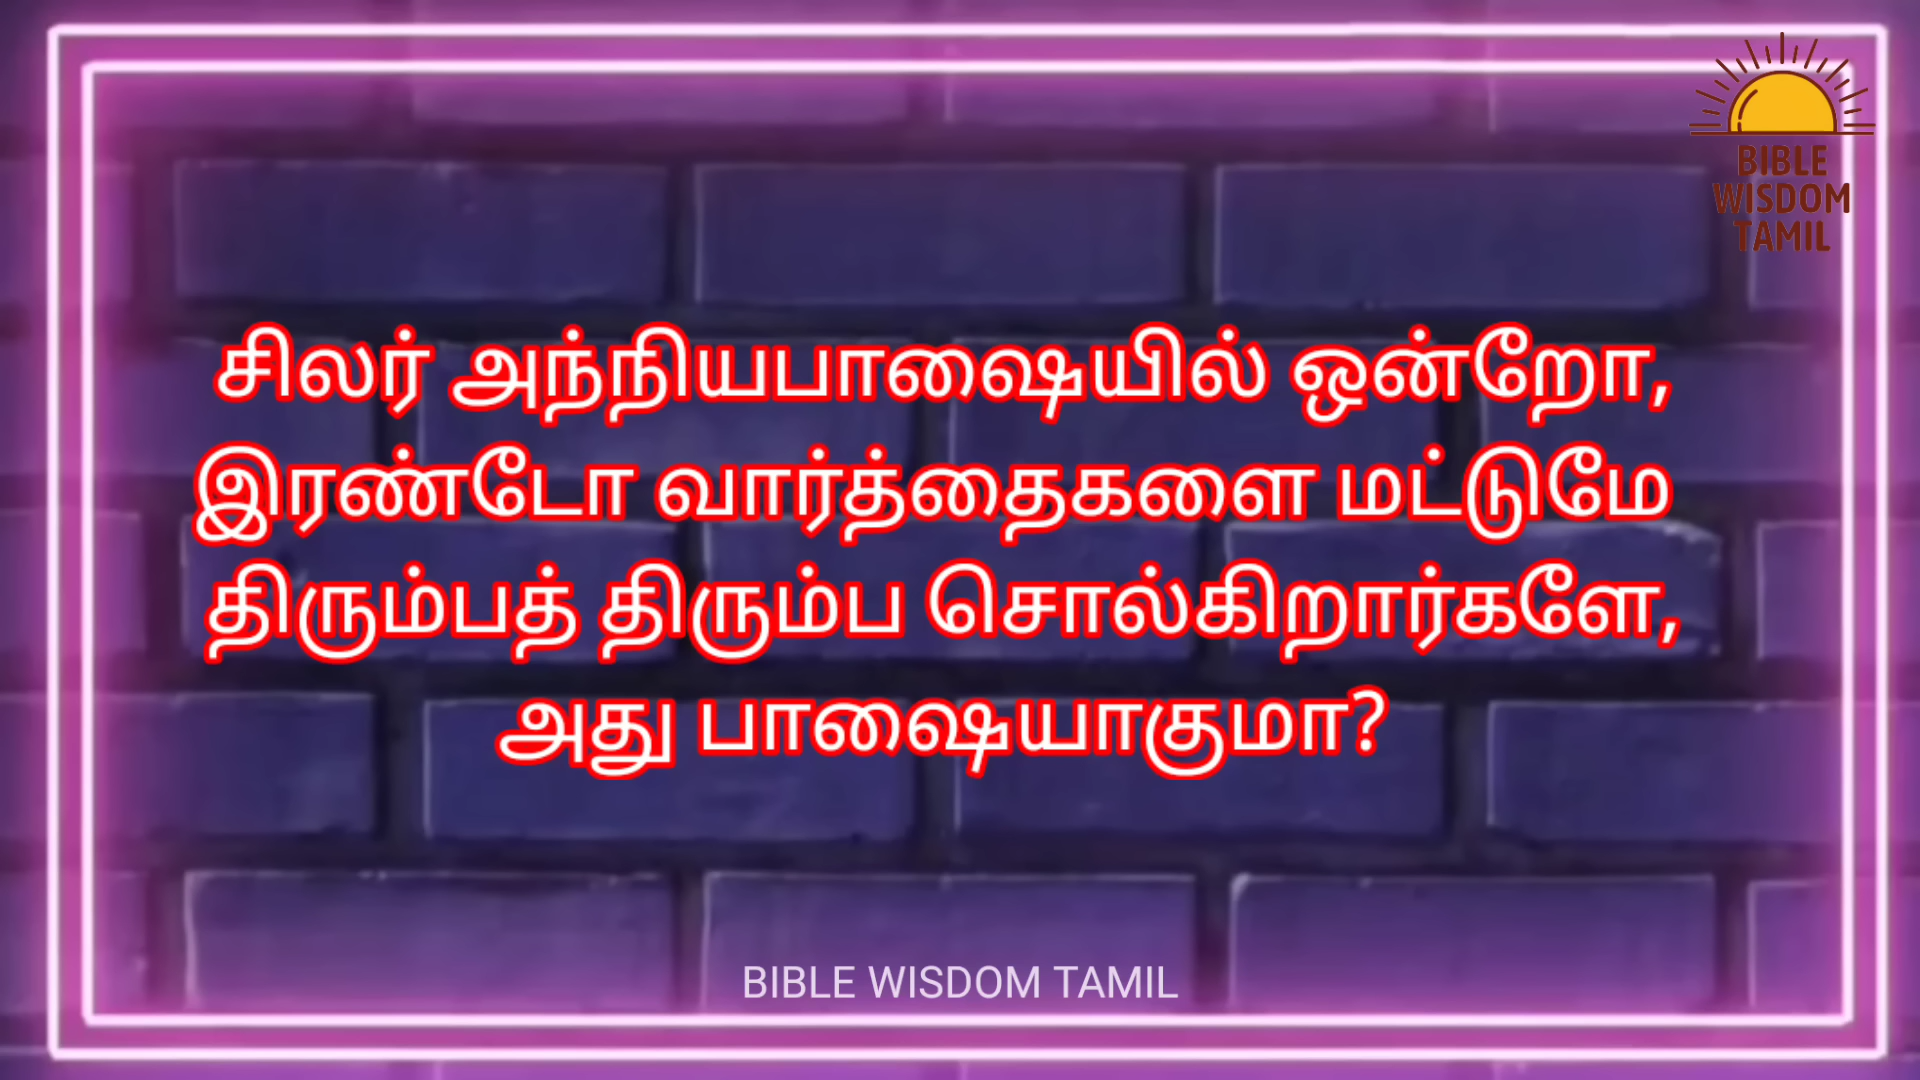 BIBLE
WISDOM
TAMIL
சிலர் அந்நியபாஷையில் ஒன்றோ,
இரண்டோ வார்த்தைகளை மட்டுமே
திரும்பத் திரும்ப சொல்கிறார்களே,
அது பாஷையாகுமா?
BIBLE WISDOM TAMIL